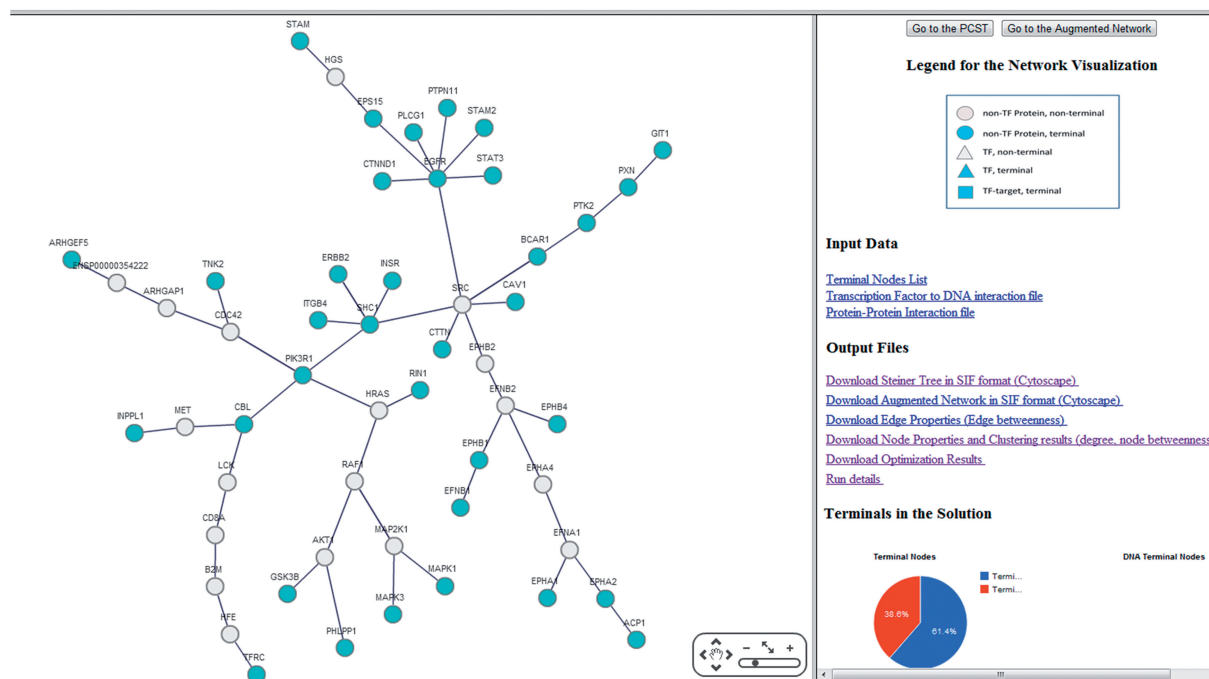 STAM
HGS
EPS15
PLCG1
PTPN11
STAM2
CTNND1
EGFR
STAT3
GIT1
PXN
PTK2
BCAR1
ARHGEF5
ENSP00000354222
TNK2
ARHGAP1
CDC42
ERBB2
INSR
ITGB4
SHC1
SRC
CAV1
CTTN
EPHB2
PIK3R1
RIN1
HRAS
EFNB2
INPPL1
MET
CBL
EPHB4
EPHB1
LCK
RAF1
EPHA4
EFNB1
CD8A
AKT1
MAP2K1
EFNA1
B2M
GSK3B
MAPK1
EPHA1
EPHA2
HFE
MAPK3
PHLPP1
ACP1
TFRC
Go to the PCST
Go to the Augmented Network
Legend for the Network Visualization
non-TF Protein, non-terminal
non-TF Protein, terminal
TF, non-terminal
TF, terminal
TF-target, terminal
Input Data
Terminal Nodes List
Transcription Factor to DNA interaction file
Protein-Protein Interaction file
Output Files
Download Steiner Tree in SIF format (Cytoscape)
Download Augmented Network in SIF format (Cytoscape)
Download Edge Properties (Edge betweenness)
Download Node Properties and Clustering results (degree, node betweenness
Download Optimization Results
Run details
Terminals in the Solution
Terminal Nodes
DNA Terminal Nodes
Termi...
Termi...
38.6%
61.4%